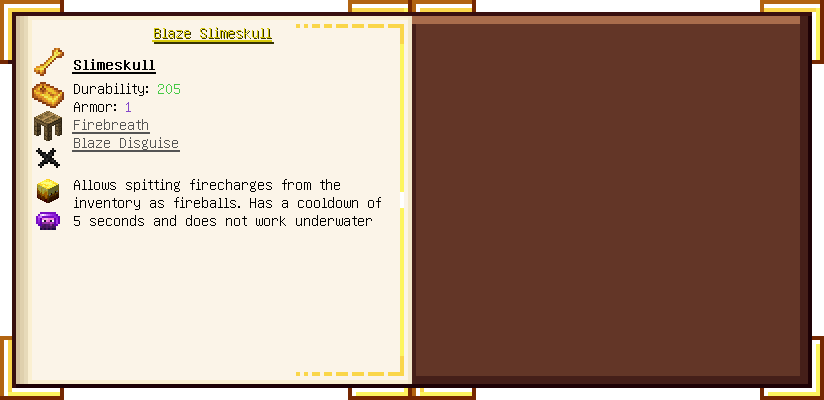 Blaze Slimeskull
Slimeskull
Durability: 205
Armor: 1
Firebreath
Blaze Disguise
Allows spitting firecharges from the
inventory as fireballs. Has a cooldown of
5 seconds and does not work underwater